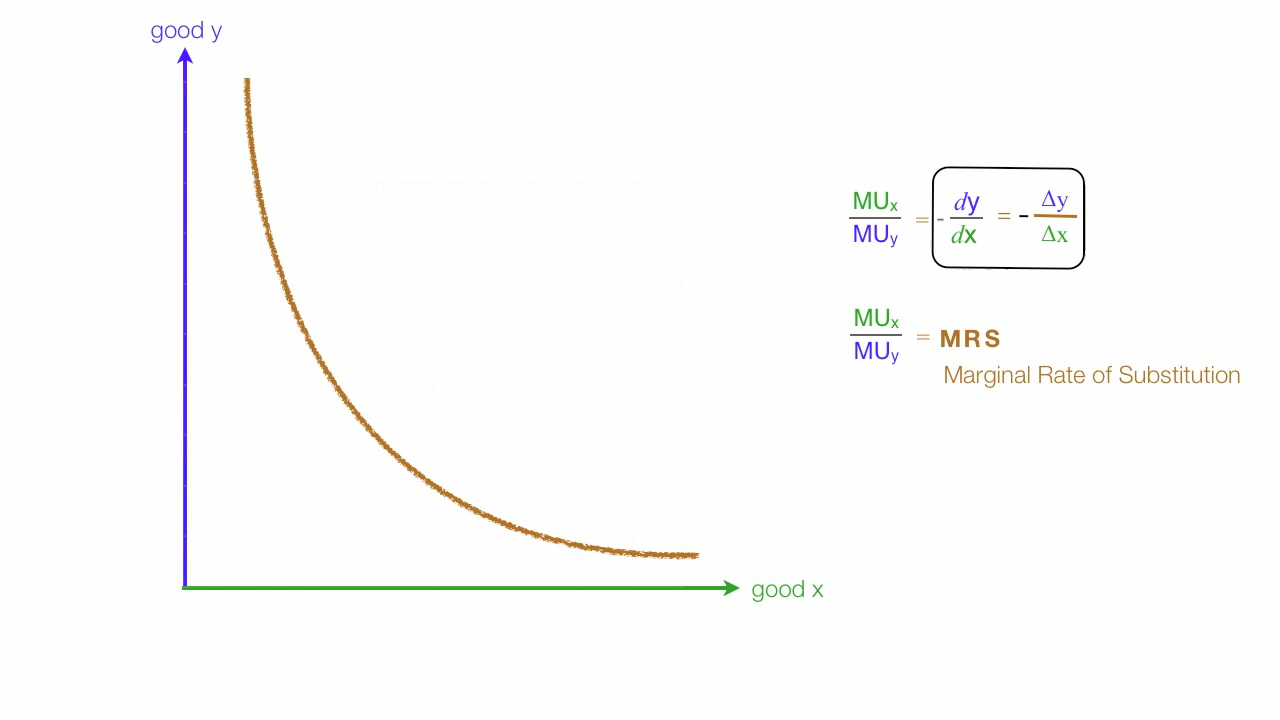 good y
MUx
MUy
= - dy/dx = - Δy/Δx
MUx
MUy
= MRS
Marginal Rate of Substitution
good x